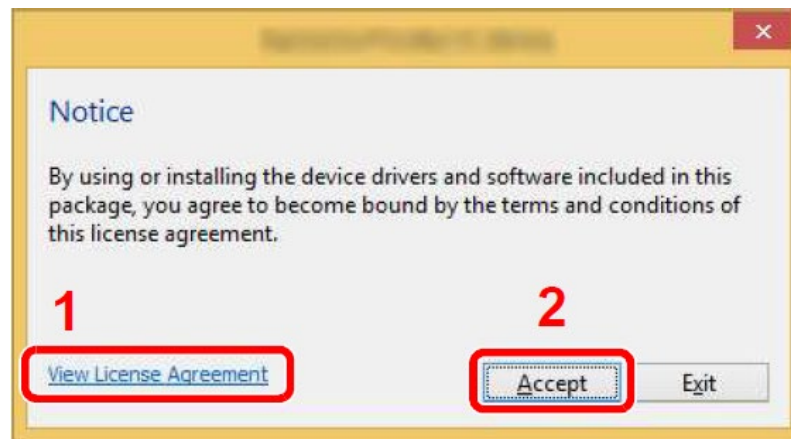 Notice
By using or installing the device drivers and software included in this
package, you agree to become bound by the terms and conditions of
this license agreement.
1
2
View License Agreement
Accept
Exit